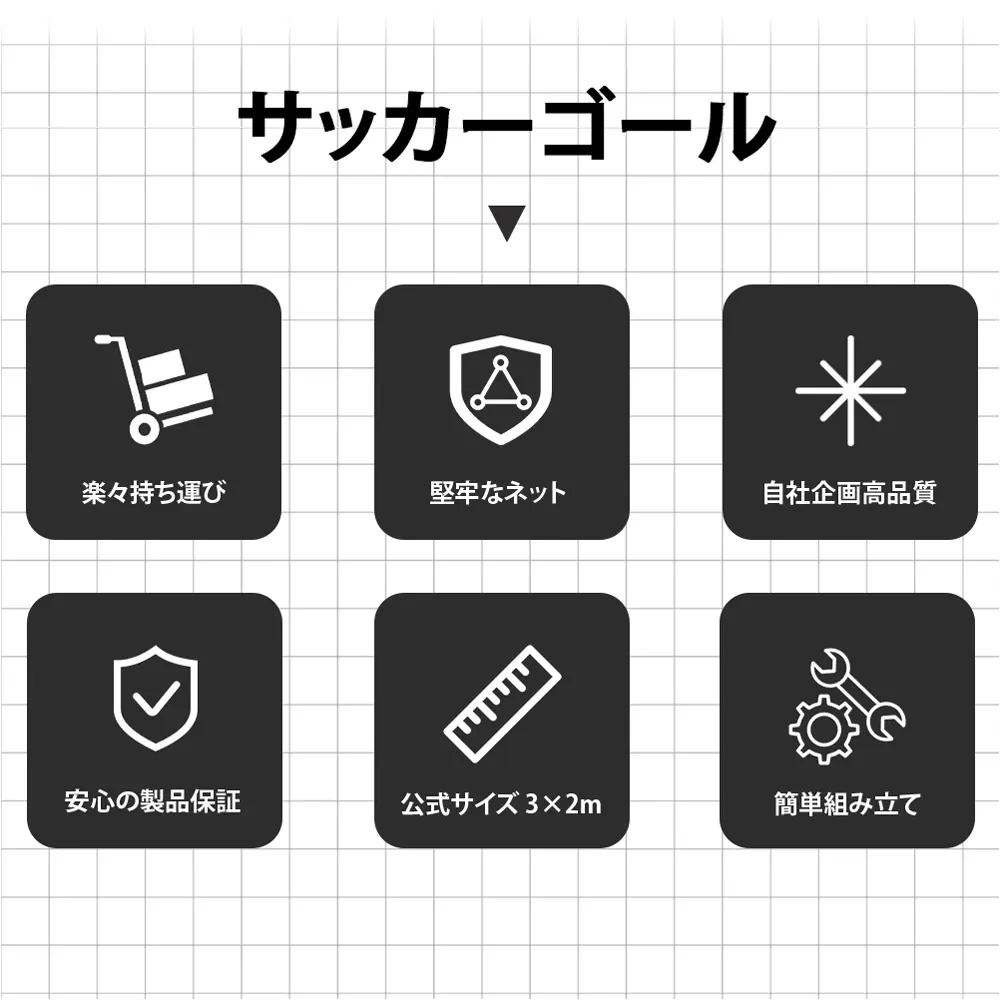 サッカーゴール
楽々持ち運び
堅牢なネット
自社企画高品質
安心の製品保証
公式サイズ 3×2m
簡単組み立て